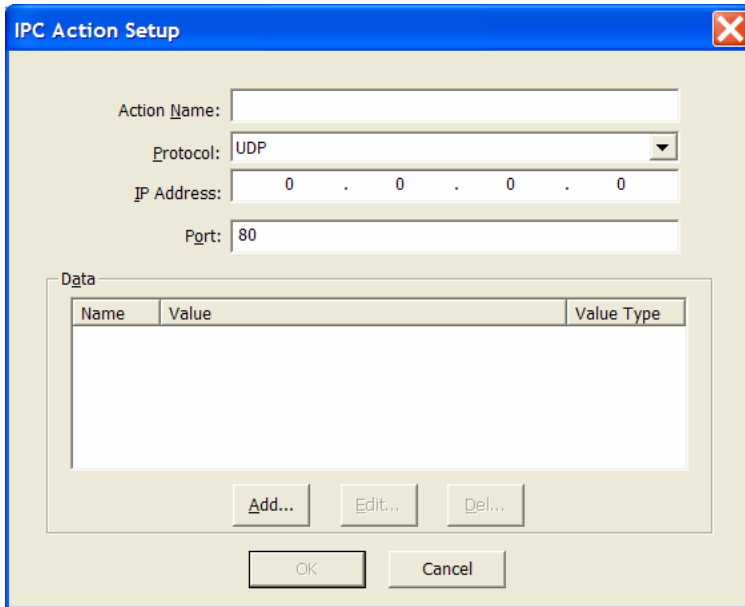 IPC Action Setup
Action Name:
Protocol: UDP
IP Address: 0 . 0 . 0 . 0
Port: 80
Data
Name Value Value Type
Add... Edit... Del...
OK Cancel